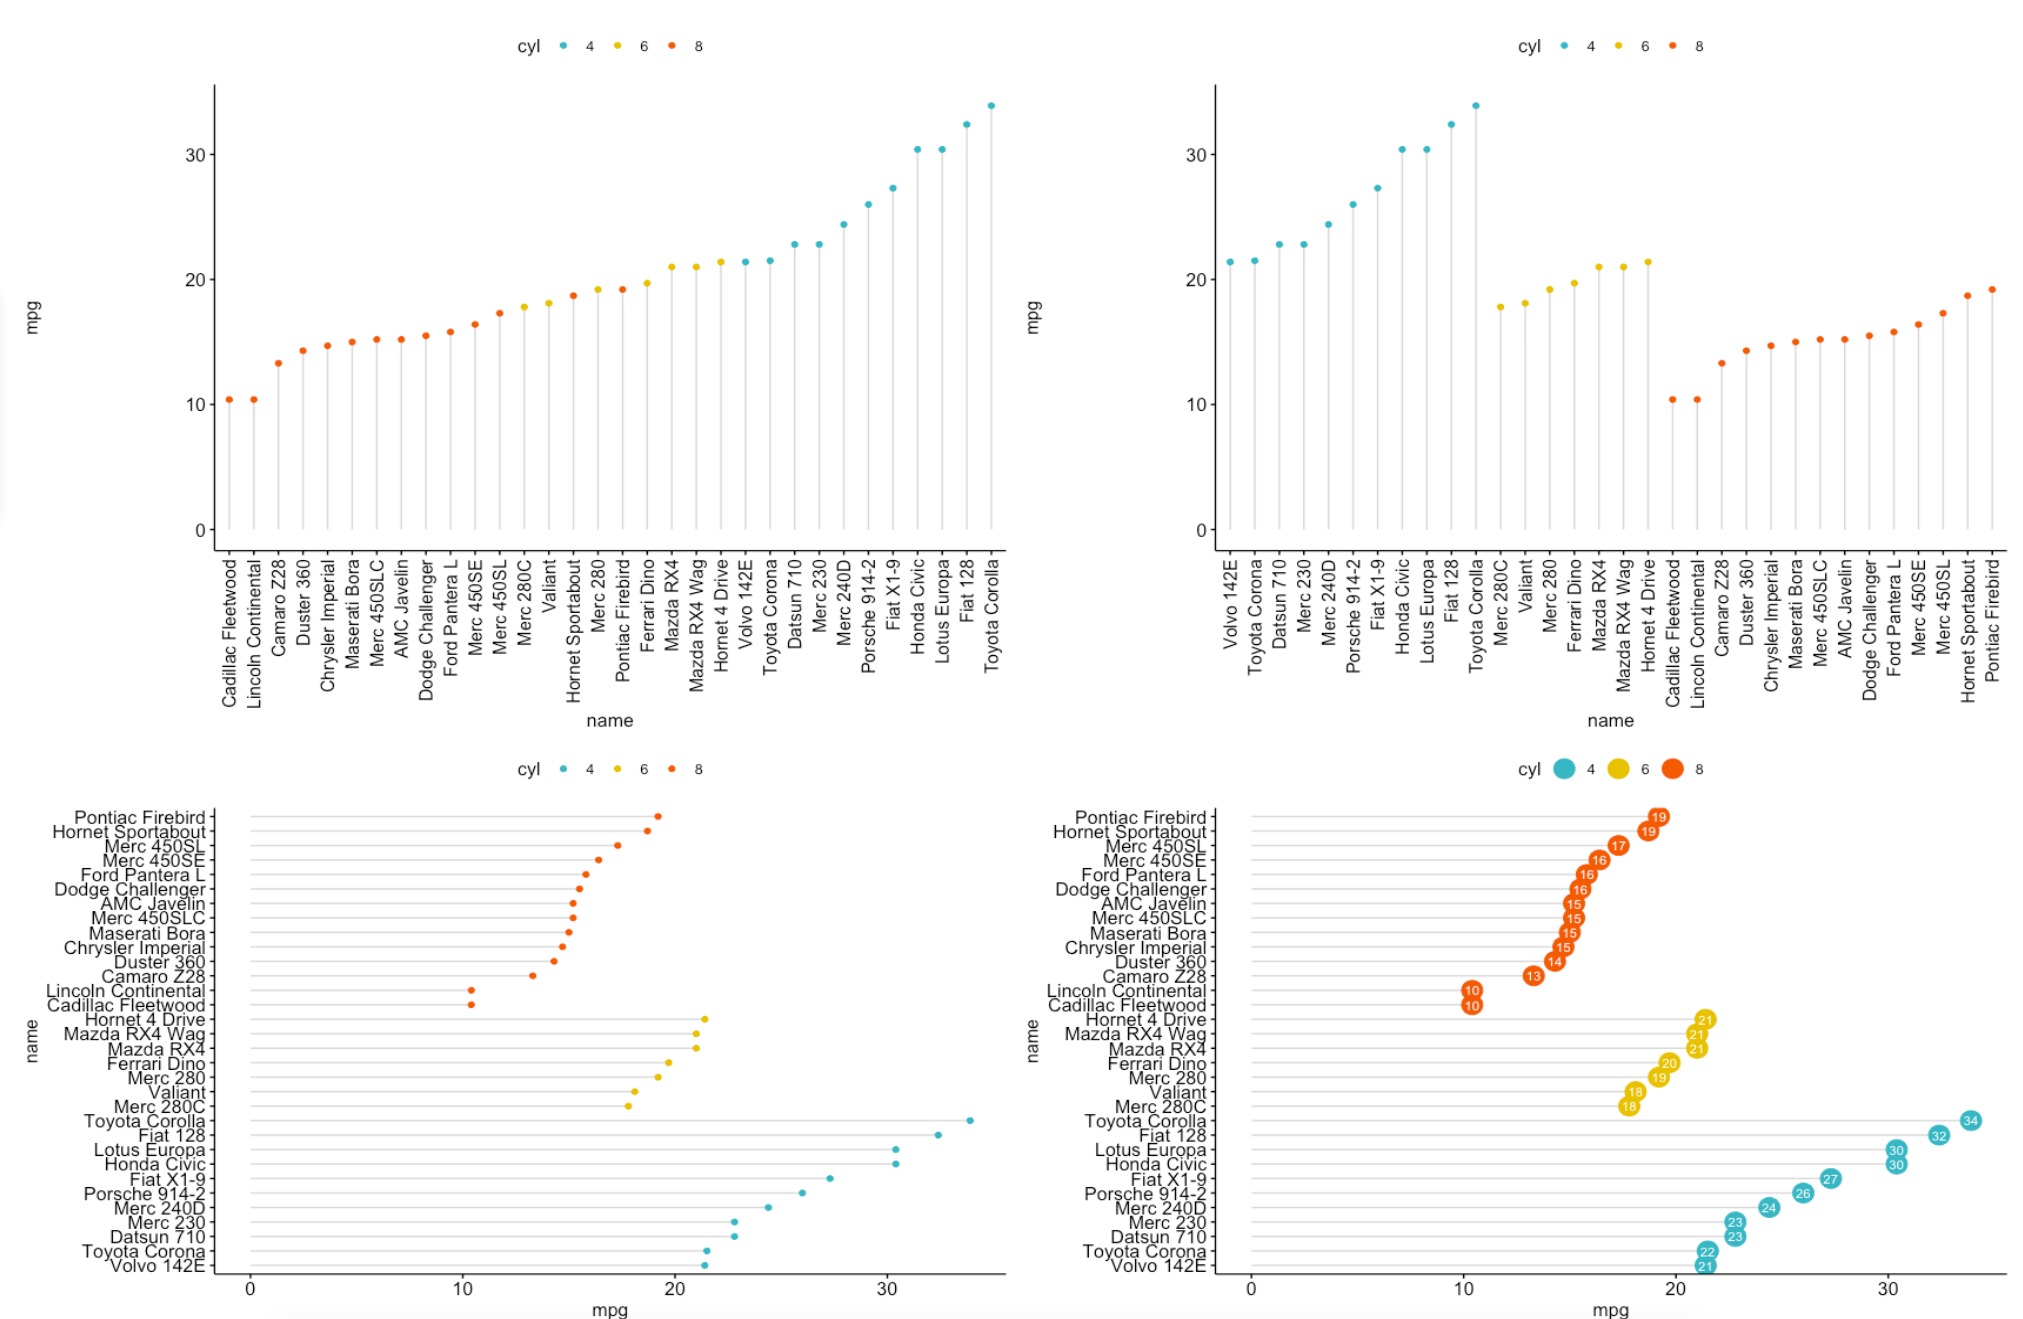 cyl 4 6 8
mpg
30
20
10
0
Cadillac Fleetwood
Lincoln Continental
Camaro Z28
Duster 360
Chrysler Imperial
Maserati Bora
Merc 450SLC
AMC Javelin
Dodge Challenger
Ford Pantera L
Merc 450SE
Merc 450SL
Merc 280C
Valiant
Hornet Sportabout
Merc 280
Pontiac Firebird
Ferrari Dino
Mazda RX4
Mazda RX4 Wag
Hornet 4 Drive
Volvo 142E
Toyota Corona
Datsun 710
Merc 230
Merc 240D
Porsche 914-2
Fiat X1-9
Honda Civic
Lotus Europa
Fiat 128
Toyota Corolla
name
cyl 4 6 8
mpg
30
20
10
0
Volvo 142E
Toyota Corona
Datsun 710
Merc 230
Merc 240D
Porsche 914-2
Fiat X1-9
Honda Civic
Lotus Europa
Fiat 128
Toyota Corolla
Merc 280C
Valiant
Merc 280
Ferrari Dino
Mazda RX4
Mazda RX4 Wag
Hornet 4 Drive
Cadillac Fleetwood
Lincoln Continental
Camaro Z28
Duster 360
Chrysler Imperial
Maserati Bora
Merc 450SLC
AMC Javelin
Dodge Challenger
Ford Pantera L
Merc 450SE
Merc 450SL
Hornet Sportabout
Pontiac Firebird
name
cyl 4 6 8
name
Pontiac Firebird
Hornet Sportabout
Merc 450SL
Merc 450SE
Ford Pantera L
Dodge Challenger
AMC Javelin
Merc 450SLC
Maserati Bora
Chrysler Imperial
Duster 360
Camaro Z28
Lincoln Continental
Cadillac Fleetwood
Hornet 4 Drive
Mazda RX4 Wag
Mazda RX4
Ferrari Dino
Merc 280
Valiant
Merc 280C
Toyota Corolla
Fiat 128
Lotus Europa
Honda Civic
Fiat X1-9
Porsche 914-2
Merc 240D
Merc 230
Datsun 710
Toyota Corona
Volvo 142E
0 10 20 30
mpg
cyl 4 6 8
name
Pontiac Firebird 19
Hornet Sportabout 19
Merc 450SL 17
Merc 450SE 16
Ford Pantera L 16
Dodge Challenger 16
AMC Javelin 15
Merc 450SLC 15
Maserati Bora 15
Chrysler Imperial 15
Duster 360 14
Camaro Z28 13
Lincoln Continental 10
Cadillac Fleetwood 10
Hornet 4 Drive 21
Mazda RX4 Wag 21
Mazda RX4 21
Ferrari Dino 20
Merc 280 19
Valiant 18
Merc 280C 18
Toyota Corolla 34
Fiat 128 32
Lotus Europa 30
Honda Civic 30
Fiat X1-9 27
Porsche 914-2 26
Merc 240D 24
Merc 230 23
Datsun 710 23
Toyota Corona 22
Volvo 142E 21
0 10 20 30
mpg